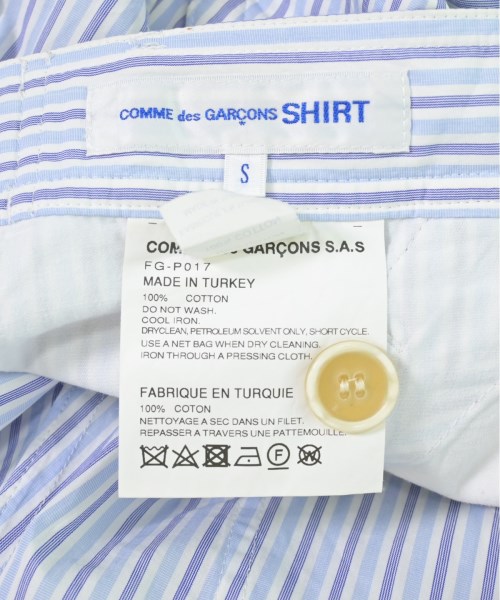 COMME des GARÇONS SHIRT
S
GARÇONS S.A.S
FG-P017
MADE IN TURKEY
100% COTTON
DO NOT WASH.
COOL IRON.
DRYCLEAN, PETROLEUM SOLVENT ONLY, SHORT CYCLE.
USE A NET BAG WHEN DRY CLEANING.
IRON THROUGH A PRESSING CLOTH.
FABRIQUE EN TURQUIE
100% COTON
NETTOYAGE A SEC DANS UN FILET.
REPASSER A TRAVERS UNE PATTEMOUILLE.
F
W